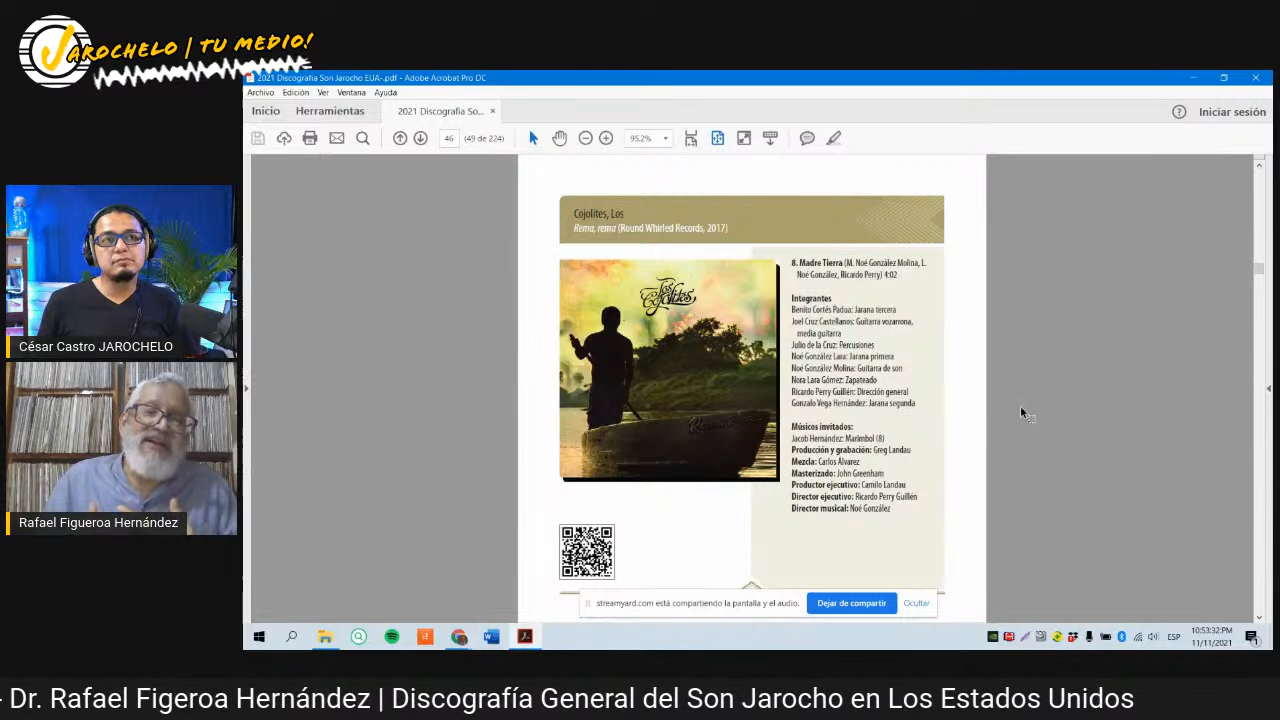 JAROCHELO | TU MEDIO!
2021 Discografia Son Jarocho EUA-.pdf - Adobe Acrobat Pro DC
Archivo Edición Ver Ventana Ayuda
Inicio Herramientas 2021 Discografia So... × Iniciar sesión
46 (49 de 224) 95.2%
Cojolites, Los
Rema, rema (Round Whirled Records, 2017)
Los Cojolites
8. Madre Tierra (M. Noé González Molina, L.
Noé González, Ricardo Perry) 4:02
Integrantes
Benito Cortés Padua: Jarana tercera
Joel Cruz Castellanos: Guitarra vozarrona,
media guitarra
Julio de la Cruz: Percusiones
Noé González Lara: Jarana primera
Noé González Molina: Guitarra de son
Nora Lara Gómez: Zapateado
Ricardo Perry Guillén: Dirección general
Gonzalo Vega Hernández: Jarana segunda
Músicos invitados:
Jacob Hernández: Marimbol (8)
Producción y grabación: Greg Landau
Mezcla: Carlos Álvarez
Masterizado: John Greenham
Productor ejecutivo: Camilo Landau
Director ejecutivo: Ricardo Perry Guillén
Director musical: Noé González
streamyard.com está compartiendo la pantalla y el audio. Dejar de compartir Ocultar
ESP
10:53:32 PM
11/11/2021
César Castro JAROCHELO
Rafael Figueroa Hernández
- Dr. Rafael Figeroa Hernández | Discografía General del Son Jarocho en Los Estados Unidos